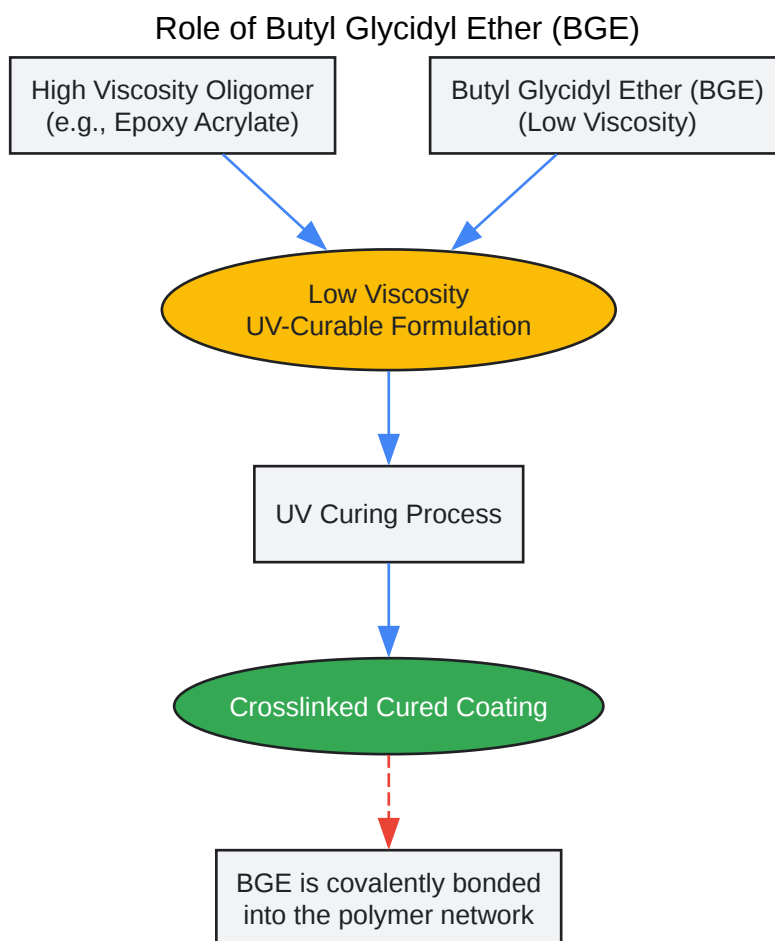 Role of Butyl Glycidyl Ether (BGE)
High Viscosity Oligomer
(e.g., Epoxy Acrylate)
Butyl Glycidyl Ether (BGE)
(Low Viscosity)
Low Viscosity
UV-Curable Formulation
UV Curing Process
Crosslinked Cured Coating
BGE is covalently bonded
into the polymer network